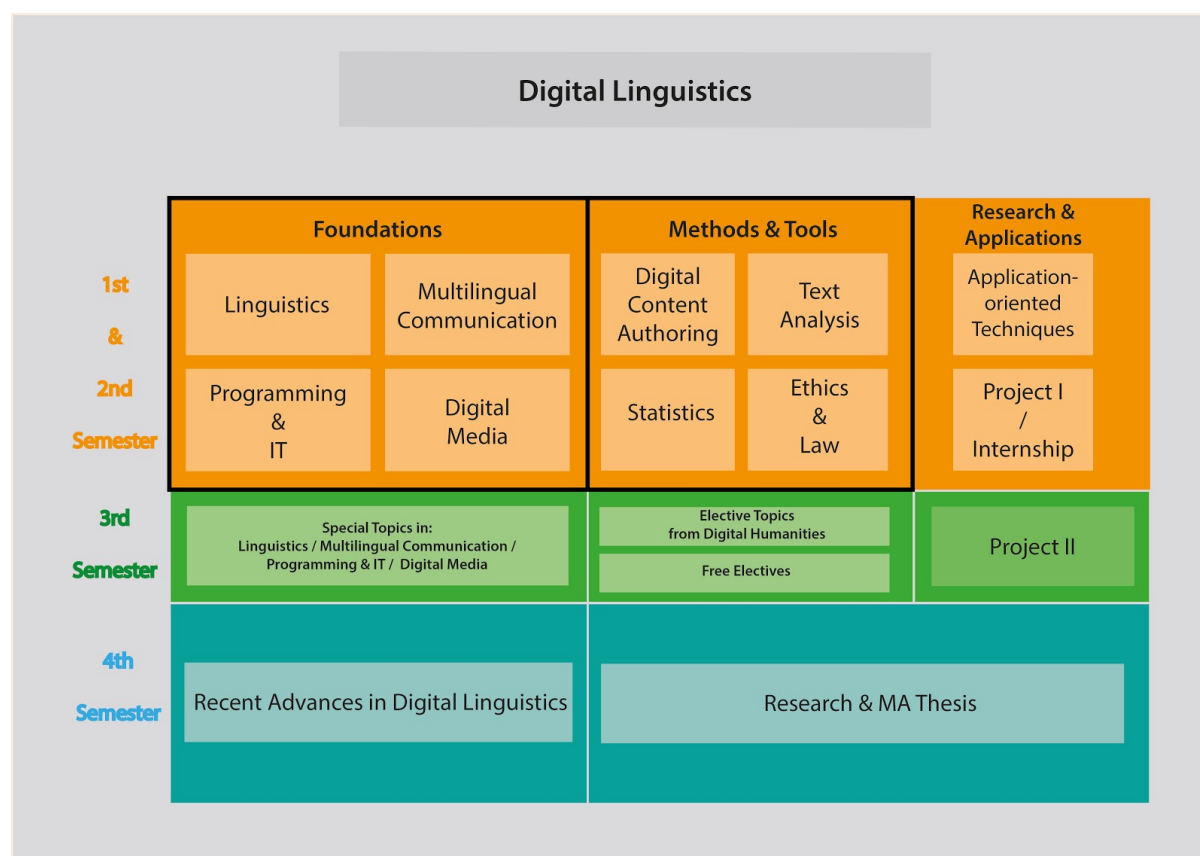 Digital Linguistics
Foundations
Methods & Tools
Research &
Applications
1st
&
2nd
Semester
Linguistics
Multilingual
Communication
Digital
Content
Authoring
Text
Analysis
Application-
oriented
Techniques
Programming
&
IT
Digital
Media
Statistics
Ethics
&
Law
Project I
/
Internship
3rd
Semester
Special Topics in:
Linguistics / Multilingual Communication /
Programming & IT / Digital Media
Elective Topics
from Digital Humanities
Free Electives
Project II
4th
Semester
Recent Advances in Digital Linguistics
Research & MA Thesis